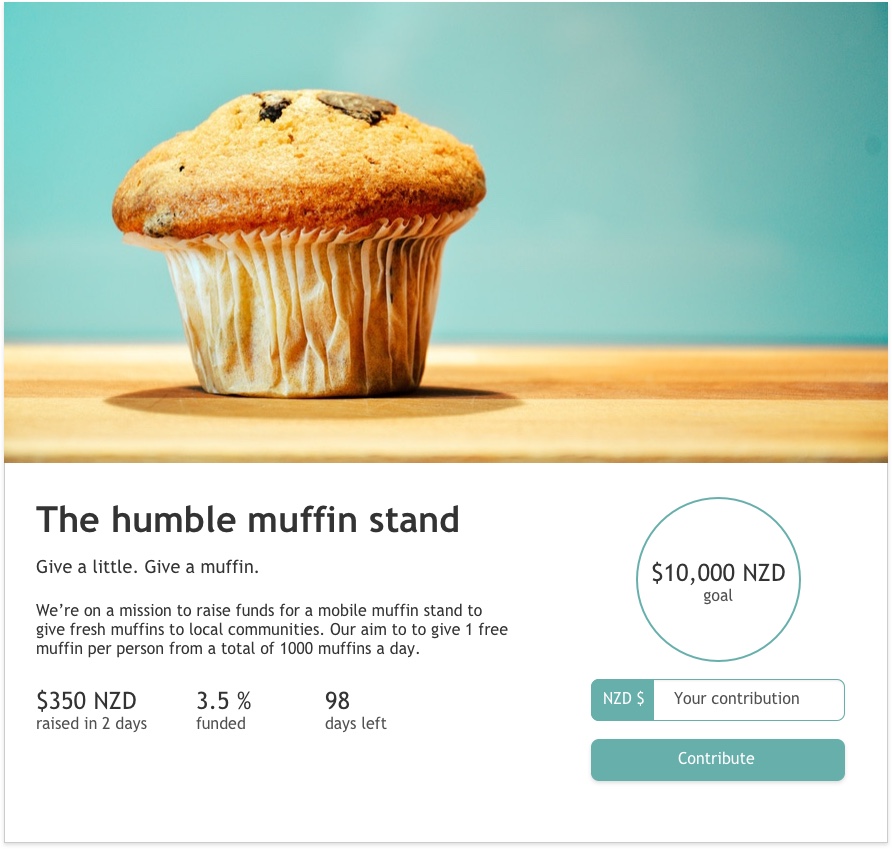 The humble muffin stand
Give a little. Give a muffin.
We’re on a mission to raise funds for a mobile muffin stand to
give fresh muffins to local communities. Our aim to to give 1 free
muffin per person from a total of 1000 muffins a day.
$350 NZD
raised in 2 days
3.5 %
funded
98
days left
$10,000 NZD
goal
NZD $
Your contribution
Contribute